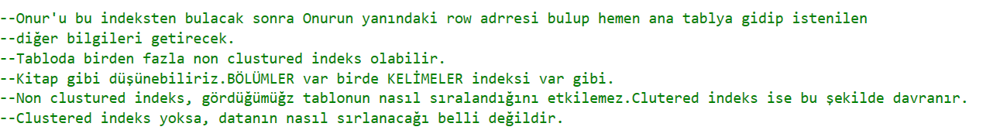 --Onur'u bu indeksten bulacak sonra Onurun yanındaki row adrresi bulup hemen ana tablya gidip istenilen
--diğer bilgileri getirecek.
--Tabloda birden fazla non clustured indeks olabilir.
--Kitap gibi düşünebiliriz.BÖLÜMLER var birde KELİMELER indeksi var gibi.
--Non clustured indeks, gördüğümüğz tablonun nasıl sıralandığını etkilemez.Clutered indeks ise bu şekilde davranır.
--Clustered indeks yoksa, datanın nasıl sırlanacağı belli değildir.